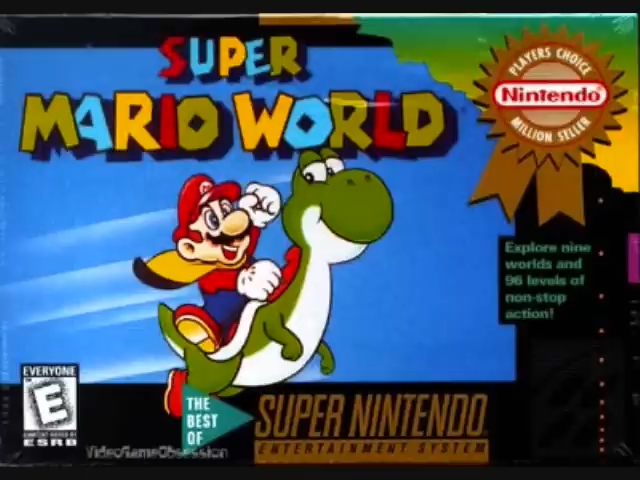 SUPER
MARIO WORLD
PLAYERS CHOICE
Nintendo
MILLION SELLER
Explore nine
worlds and
96 levels of
non-stop
action!
EVERYONE
E
ESRB
THE
BEST
OF
SUPER NINTENDO
ENTERTAINMENT SYSTEM
VideoGameObsession